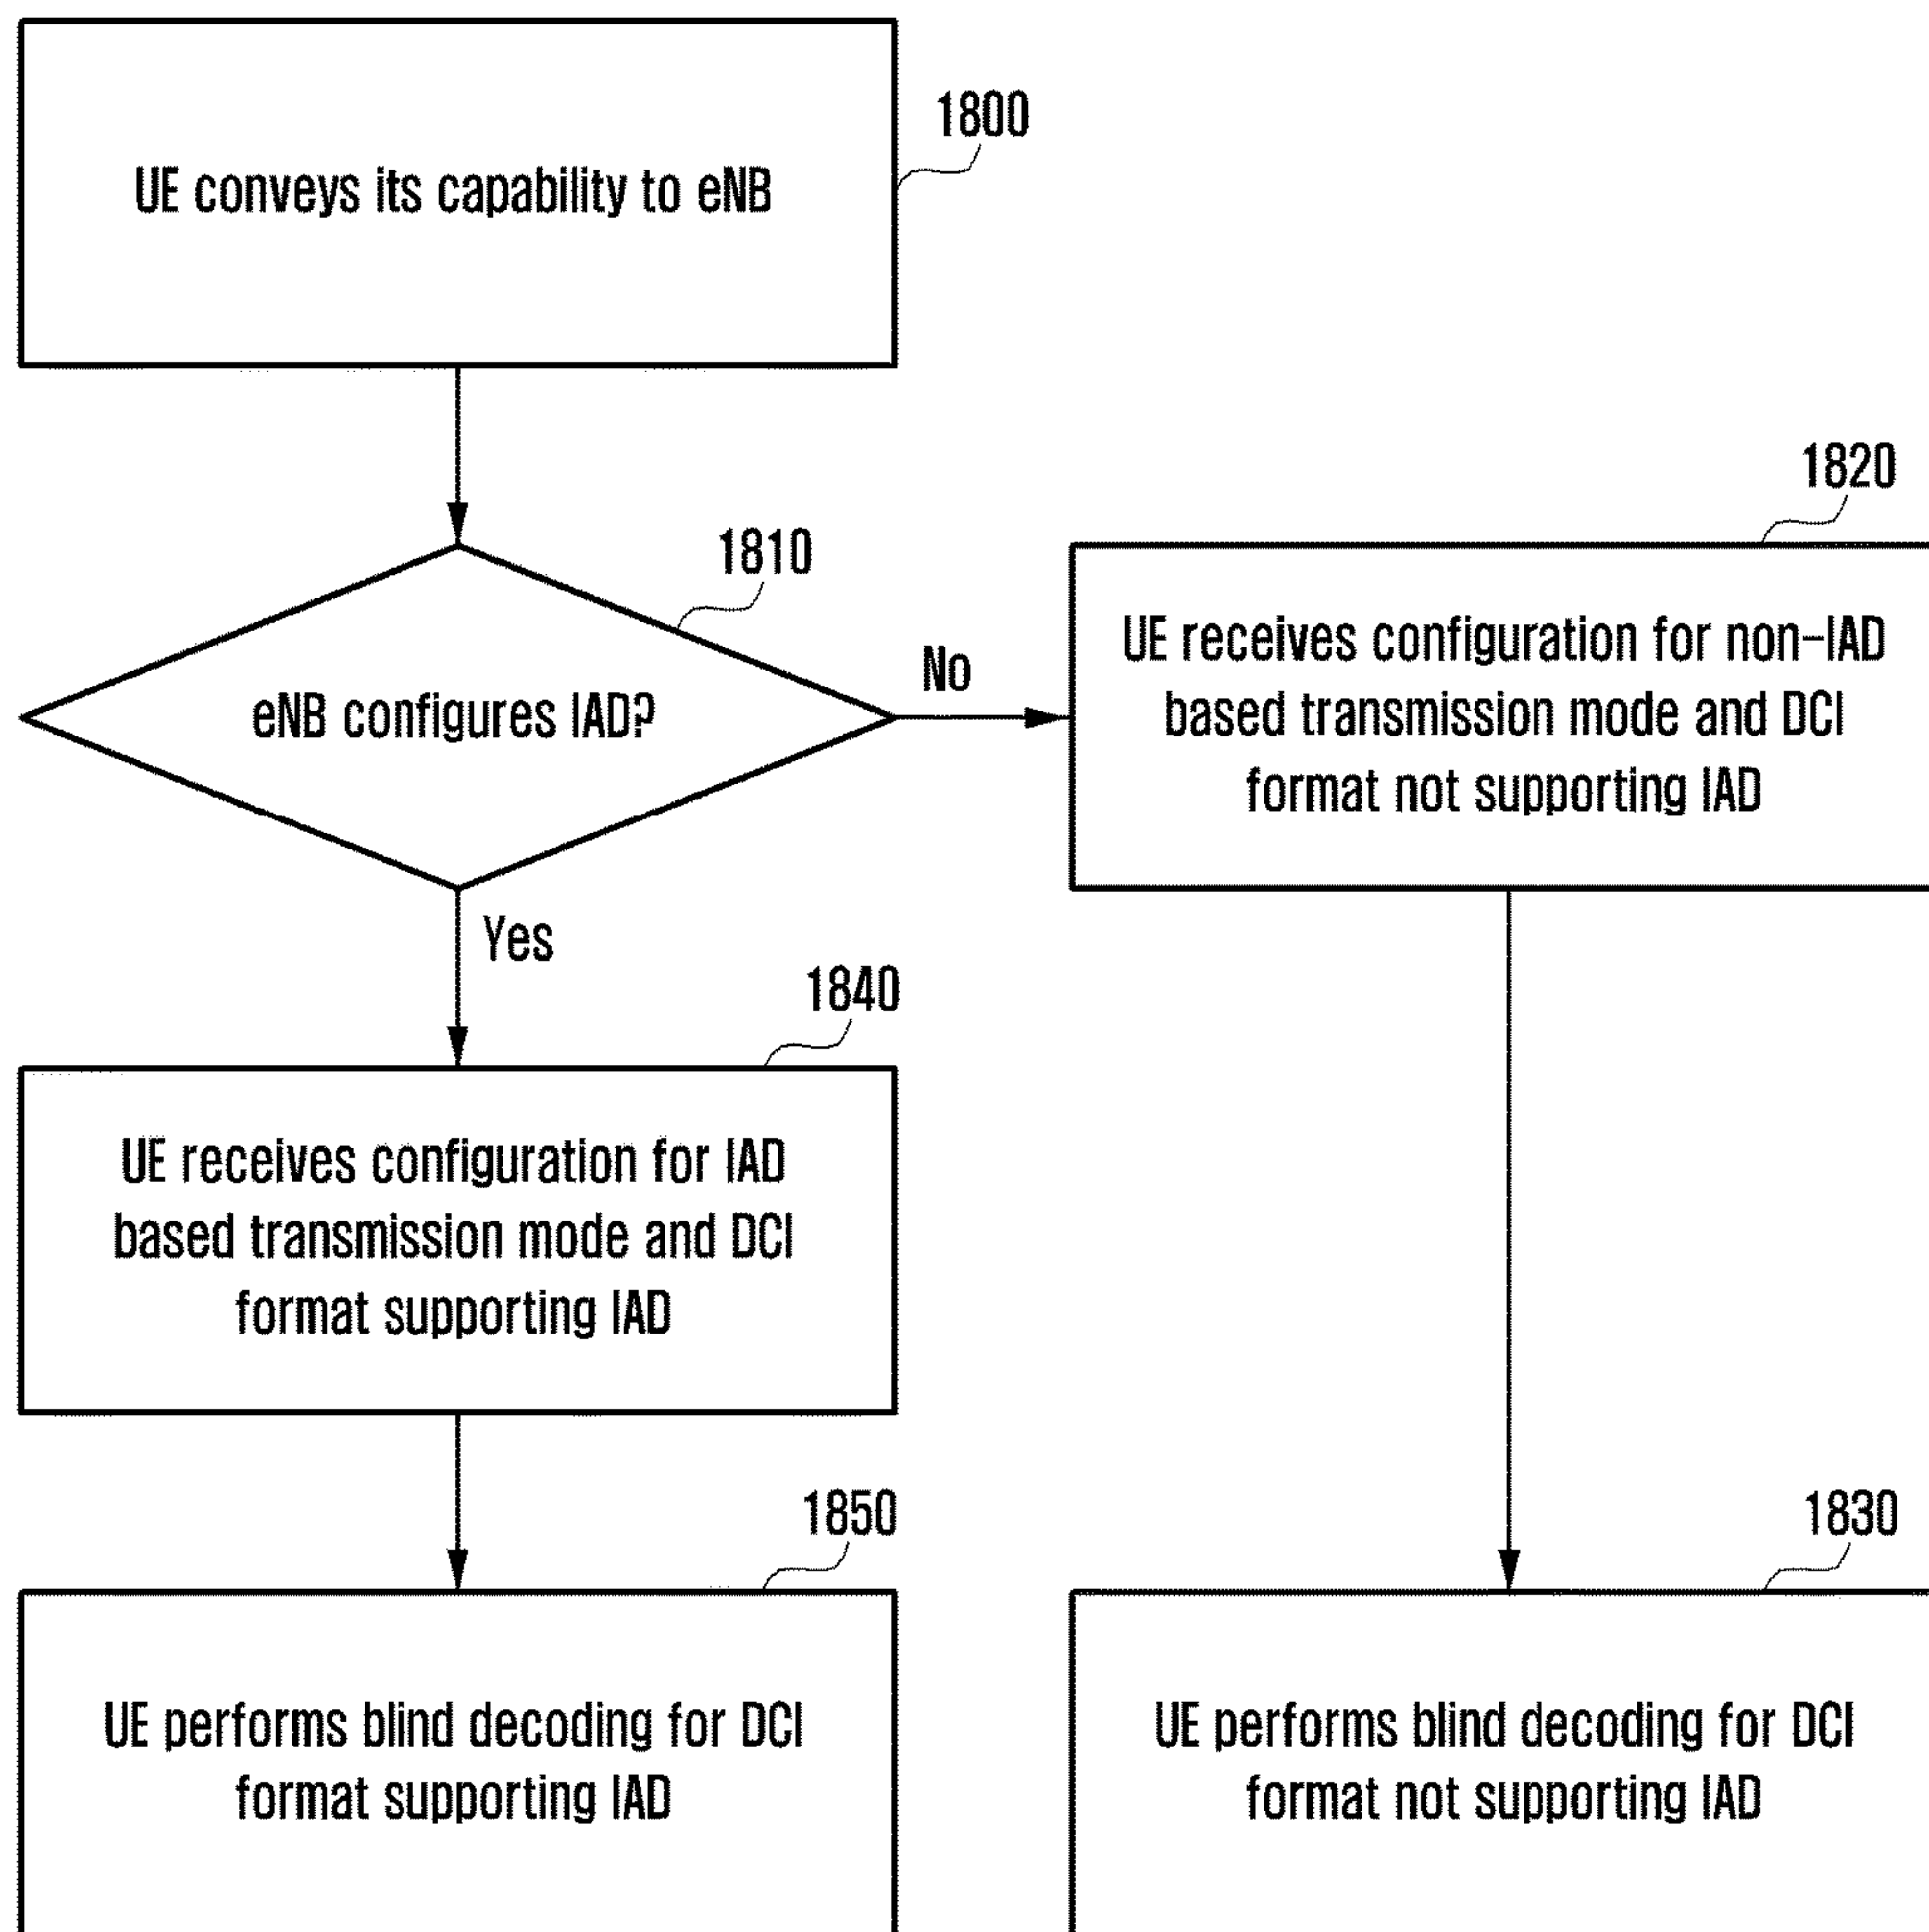 1800
UE conveys its capability to eNB
1810
eNB configures IAD?
No
1820
UE receives configuration for non-IAD
based transmission mode and DCI
format not supporting IAD
Yes
1840
UE receives configuration for IAD
based transmission mode and DCI
format supporting IAD
1850
UE performs blind decoding for DCI
format supporting IAD
1830
UE performs blind decoding for DCI
format not supporting IAD